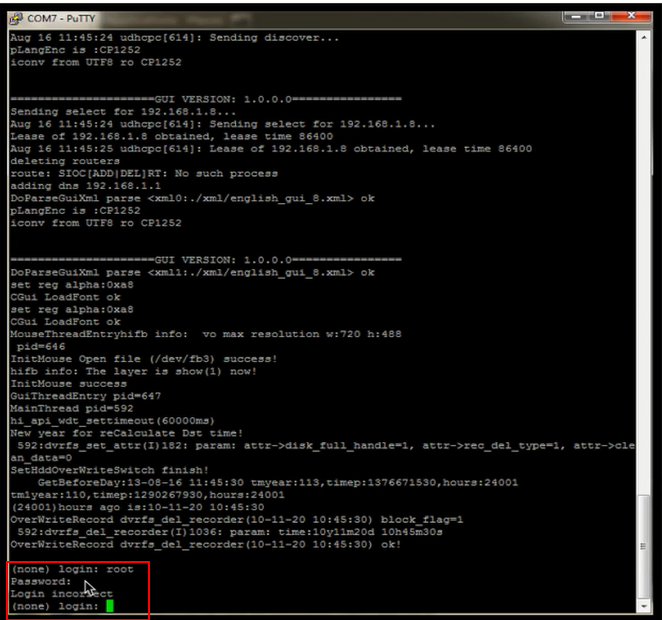 COM7 - PuTTY
Aug 16 11:45:24 udhcpc[614]: Sending discover...
pLangEnc is :CP1252
iconv from UTF8 ro CP1252
=====================GUI VERSION: 1.0.0.0================
Sending select for 192.168.1.8...
Aug 16 11:45:24 udhcpc[614]: Sending select for 192.168.1.8...
Lease of 192.168.1.8 obtained, lease time 86400
Aug 16 11:45:25 udhcpc[614]: Lease of 192.168.1.8 obtained, lease time 86400
deleting routers
route: SIOC[ADD|DEL]RT: No such process
adding dns 192.168.1.1
DoParseGuiXml parse <xml0:./xml/english_gui_8.xml> ok
pLangEnc is :CP1252
iconv from UTF8 ro CP1252
=====================GUI VERSION: 1.0.0.0================
DoParseGuiXml parse <xml1:./xml/english_gui_8.xml> ok
set reg alpha:0xa8
CGui LoadFont ok
set reg alpha:0xa8
CGui LoadFont ok
MouseThreadEntryhifb info:  vo max resolution w:720 h:488
 pid=646
InitMouse Open file (/dev/fb3) success!
hifb info: The layer is show(1) now!
InitMouse success
GuiThreadEntry pid=647
MainThread pid=592
hi_api_wdt_settimeout(60000ms)
New year for reCalculate Dst time!
 592:dvrfs_set_attr(I)182: param: attr->disk_full_handle=1, attr->rec_del_type=1, attr->cle
an_data=0
SetHddOverWriteSwitch finish!
    GetBeforeDay:13-08-16 11:45:30 tmyear:113,timep:1376671530,hours:24001
tmlyear:110,timep:1290267930,hours:24001
(24001)hours ago is:10-11-20 10:45:30
OverWriteRecord dvrfs_del_recorder(10-11-20 10:45:30) block_flag=1
 592:dvrfs_del_recorder(I)1036: param: time:10y11m20d 10h45m30s
OverWriteRecord dvrfs_del_recorder(10-11-20 10:45:30) ok!
(none) login: root
Password:
Login incorrect
(none) login: